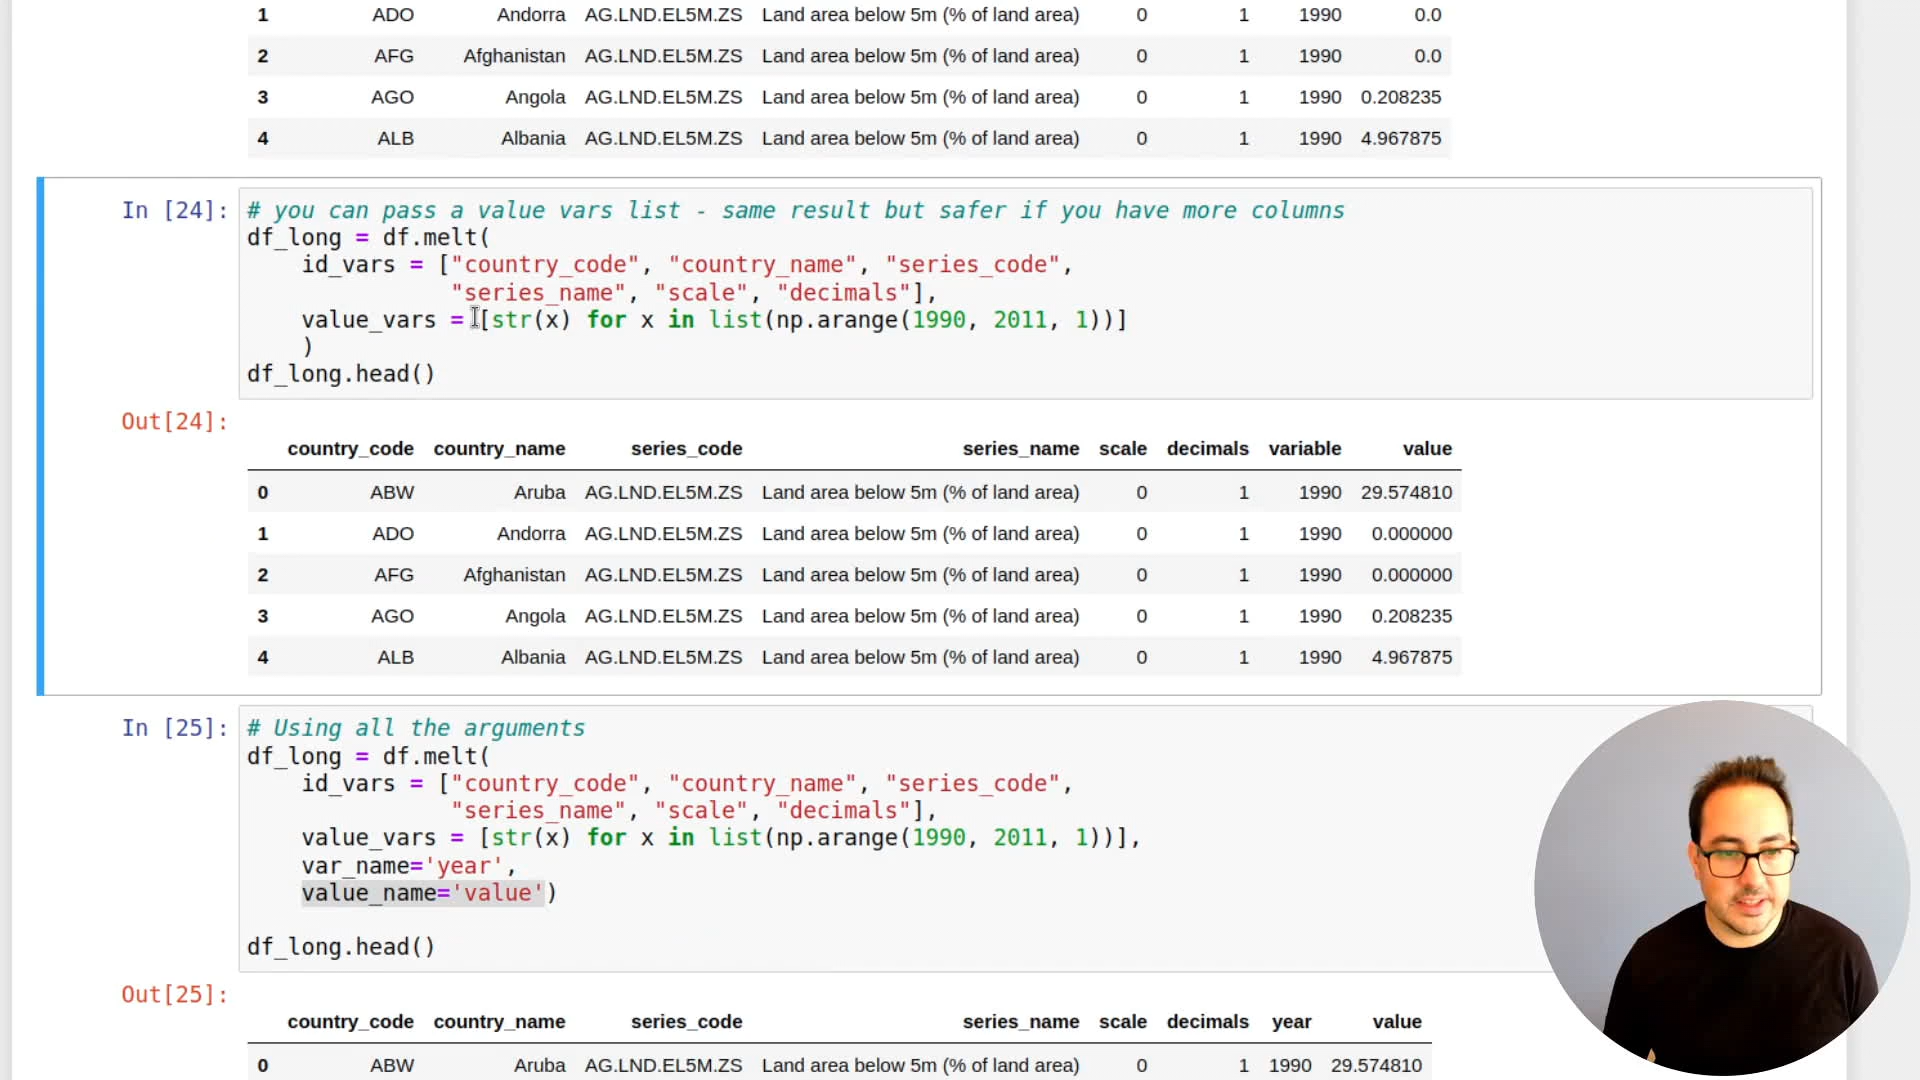 1 ADO Andorra AG.LND.EL5M.ZS Land area below 5m (% of land area) 0 1 1990 0.0
2 AFG Afghanistan AG.LND.EL5M.ZS Land area below 5m (% of land area) 0 1 1990 0.0
3 AGO Angola AG.LND.EL5M.ZS Land area below 5m (% of land area) 0 1 1990 0.208235
4 ALB Albania AG.LND.EL5M.ZS Land area below 5m (% of land area) 0 1 1990 4.967875
In [24]: # you can pass a value vars list - same result but safer if you have more columns
df_long = df.melt(
id_vars = ["country_code", "country_name", "series_code",
"series_name", "scale", "decimals"],
value_vars = [str(x) for x in list(np.arange(1990, 2011, 1))]
)
df_long.head()
Out[24]:
country_code country_name series_code series_name scale decimals variable value
0 ABW Aruba AG.LND.EL5M.ZS Land area below 5m (% of land area) 0 1 1990 29.574810
1 ADO Andorra AG.LND.EL5M.ZS Land area below 5m (% of land area) 0 1 1990 0.000000
2 AFG Afghanistan AG.LND.EL5M.ZS Land area below 5m (% of land area) 0 1 1990 0.000000
3 AGO Angola AG.LND.EL5M.ZS Land area below 5m (% of land area) 0 1 1990 0.208235
4 ALB Albania AG.LND.EL5M.ZS Land area below 5m (% of land area) 0 1 1990 4.967875
In [25]: # Using all the arguments
df_long = df.melt(
id_vars = ["country_code", "country_name", "series_code",
"series_name", "scale", "decimals"],
value_vars = [str(x) for x in list(np.arange(1990, 2011, 1))],
var_name='year',
value_name='value')
df_long.head()
Out[25]:
country_code country_name series_code series_name scale decimals year value
0 ABW Aruba AG.LND.EL5M.ZS Land area below 5m (% of land area) 0 1 1990 29.574810